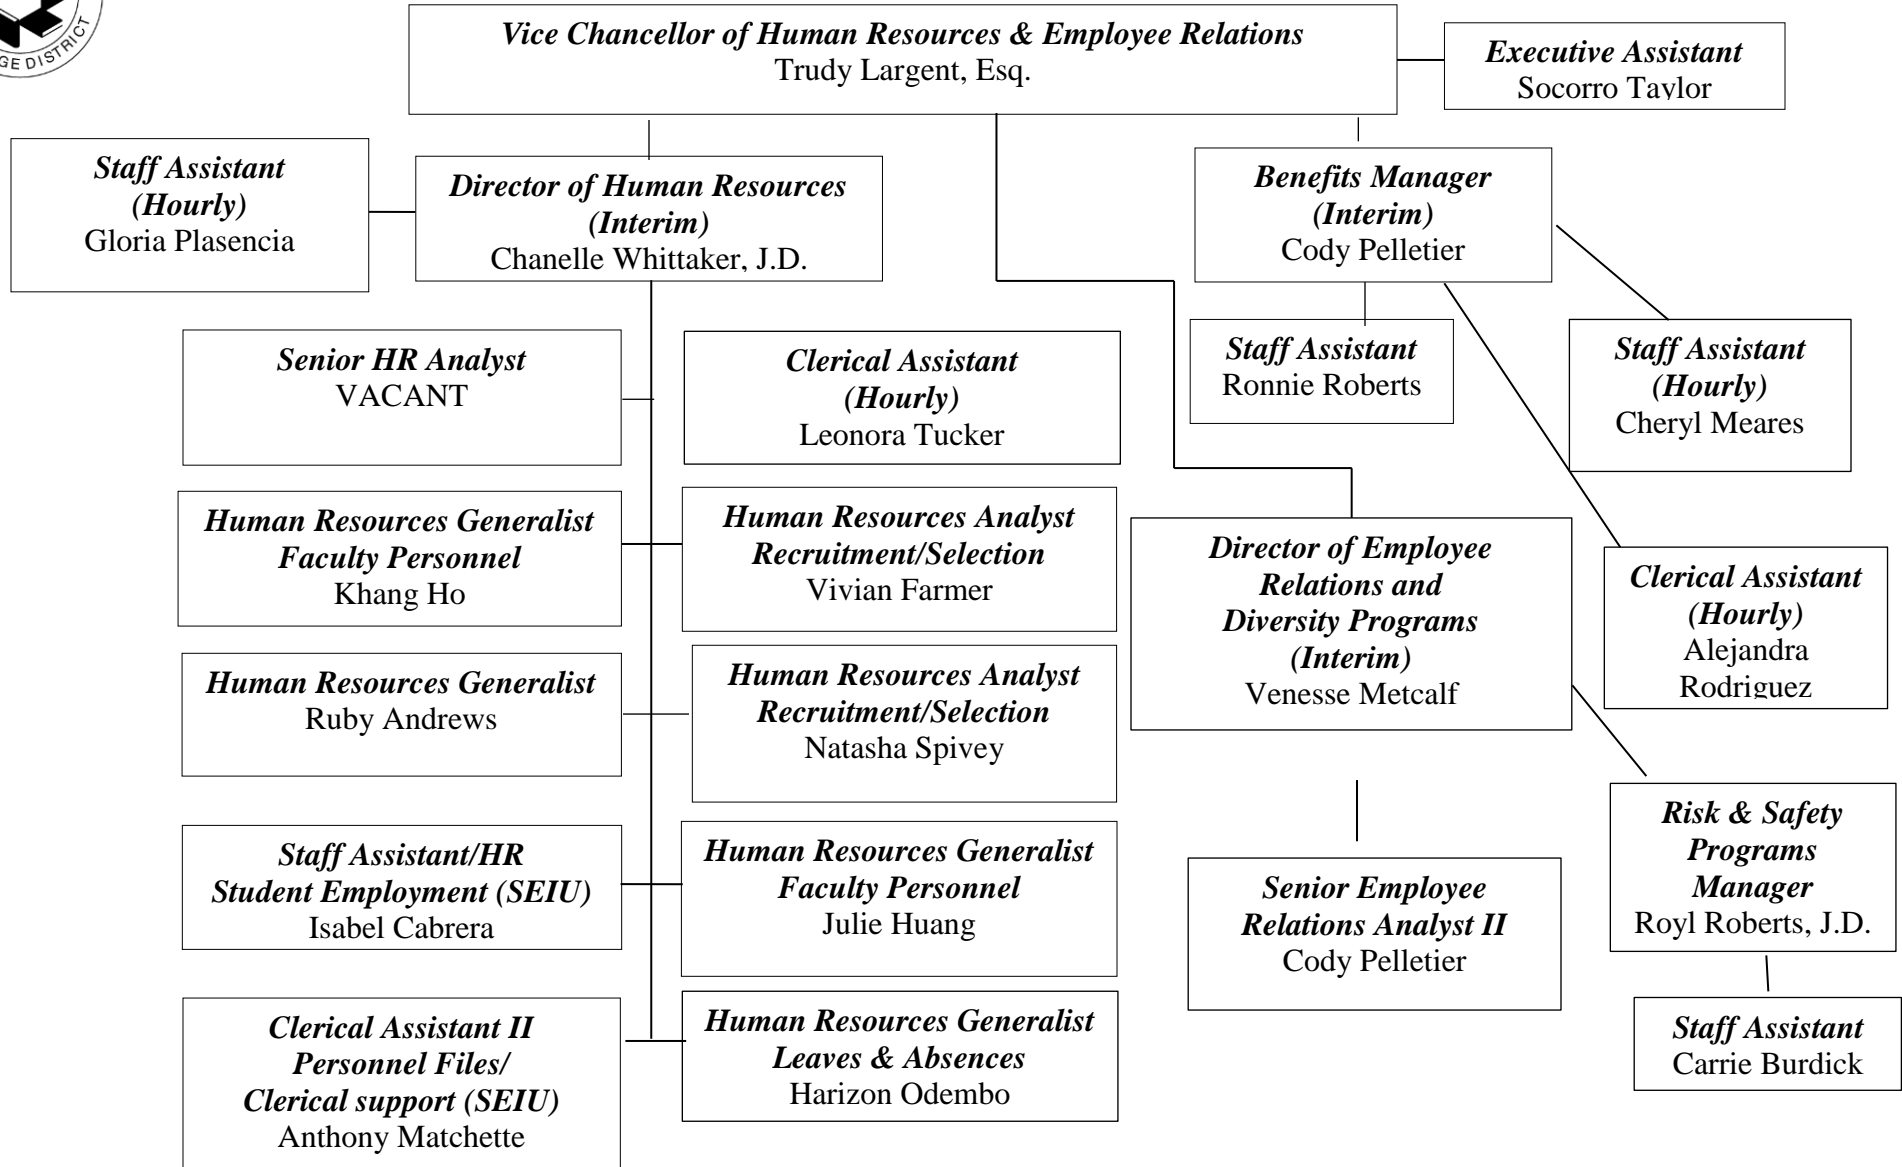 GE DISTRICT
Vice Chancellor of Human Resources & Employee Relations
Trudy Largent, Esq.
Executive Assistant
Socorro Taylor
Staff Assistant
(Hourly)
Gloria Plasencia
Director of Human Resources
(Interim)
Chanelle Whittaker, J.D.
Benefits Manager
(Interim)
Cody Pelletier
Senior HR Analyst
VACANT
Clerical Assistant
(Hourly)
Leonora Tucker
Staff Assistant
Ronnie Roberts
Staff Assistant
(Hourly)
Cheryl Meares
Human Resources Generalist
Faculty Personnel
Khang Ho
Human Resources Analyst
Recruitment/Selection
Vivian Farmer
Director of Employee
Relations and
Diversity Programs
(Interim)
Venesse Metcalf
Clerical Assistant
(Hourly)
Alejandra
Rodriguez
Human Resources Generalist
Ruby Andrews
Human Resources Analyst
Recruitment/Selection
Natasha Spivey
Staff Assistant/HR
Student Employment (SEIU)
Isabel Cabrera
Human Resources Generalist
Faculty Personnel
Julie Huang
Senior Employee
Relations Analyst II
Cody Pelletier
Risk & Safety
Programs
Manager
Royl Roberts, J.D.
Clerical Assistant II
Personnel Files/
Clerical support (SEIU)
Anthony Matchette
Human Resources Generalist
Leaves & Absences
Harizon Odembo
Staff Assistant
Carrie Burdick